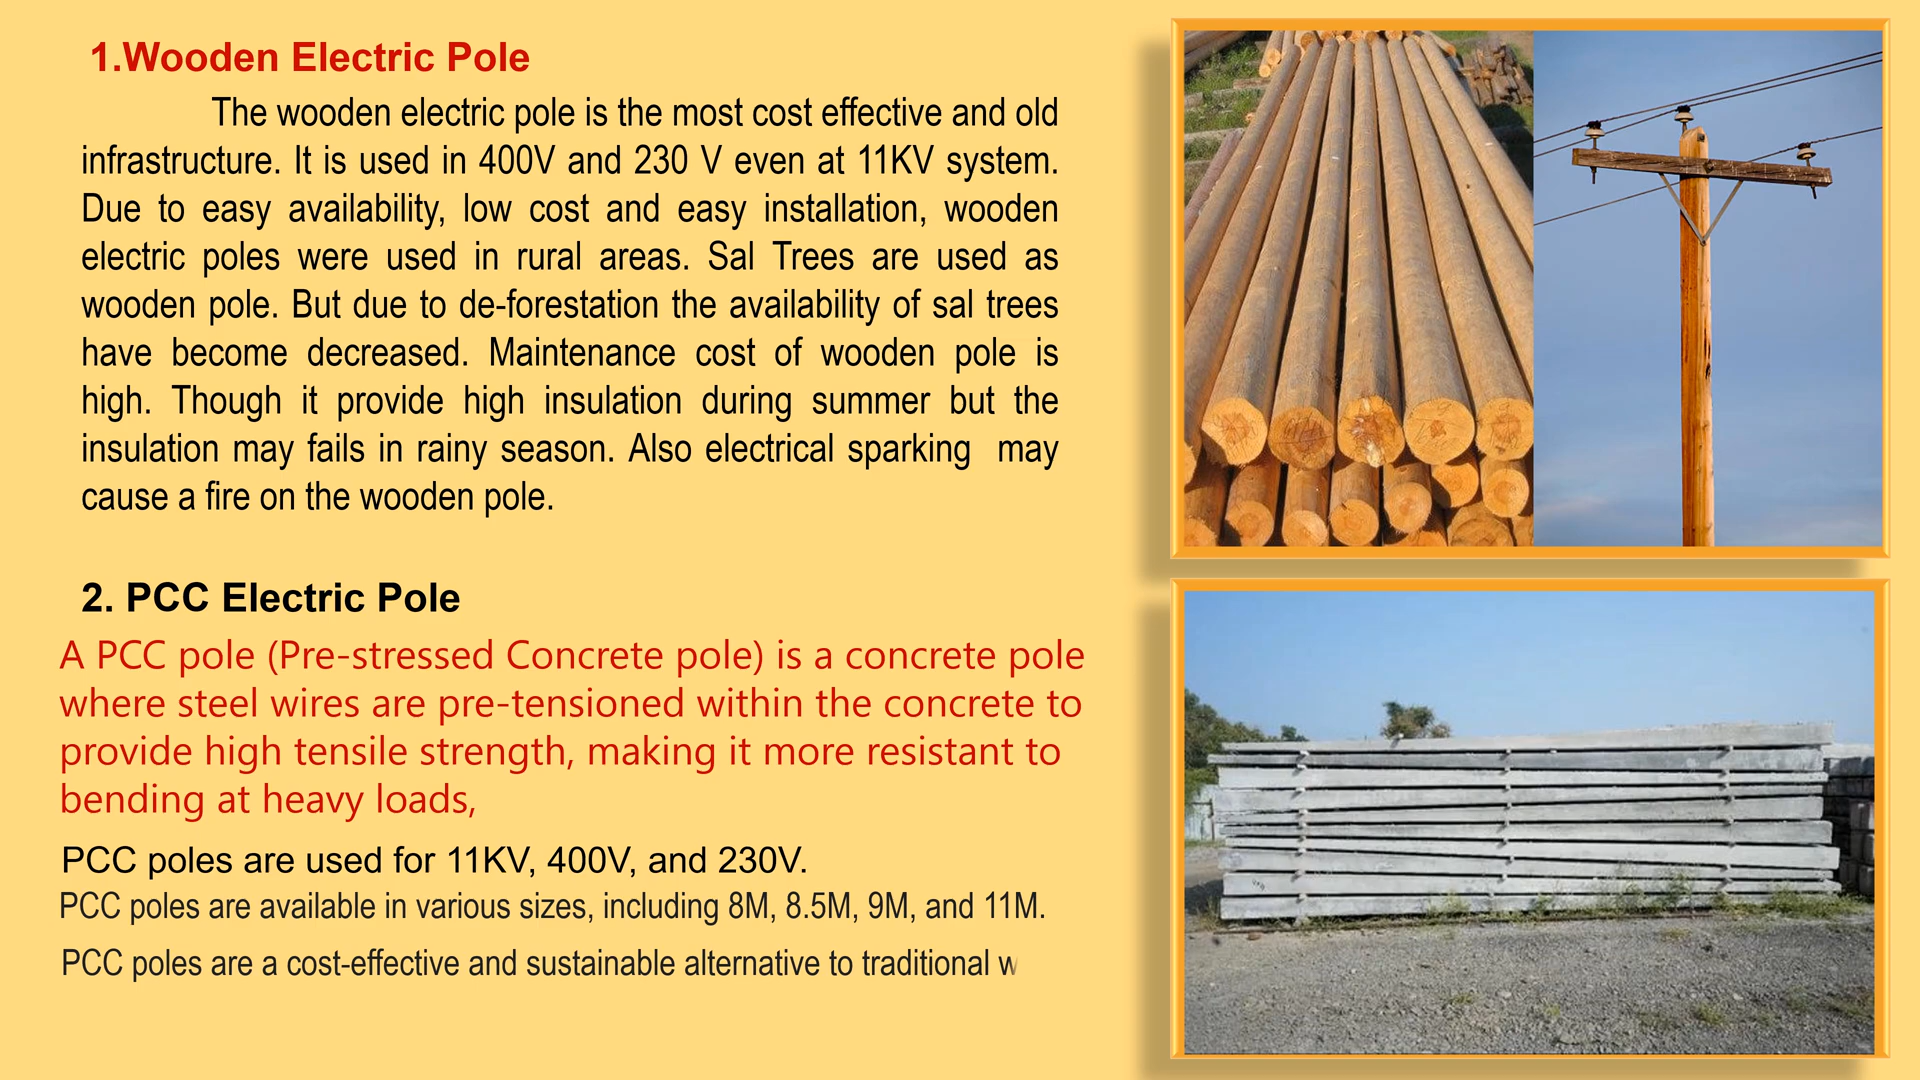 1.Wooden Electric Pole
The wooden electric pole is the most cost effective and old
infrastructure. It is used in 400V and 230 V even at 11KV system.
Due to easy availability, low cost and easy installation, wooden
electric poles were used in rural areas. Sal Trees are used as
wooden pole. But due to de-forestation the availability of sal trees
have become decreased. Maintenance cost of wooden pole is
high. Though it provide high insulation during summer but the
insulation may fails in rainy season. Also electrical sparking may
cause a fire on the wooden pole.
2. PCC Electric Pole
A PCC pole (Pre-stressed Concrete pole) is a concrete pole
where steel wires are pre-tensioned within the concrete to
provide high tensile strength, making it more resistant to
bending at heavy loads,
PCC poles are used for 11KV, 400V, and 230V.
PCC poles are available in various sizes, including 8M, 8.5M, 9M, and 11M.
PCC poles are a cost-effective and sustainable alternative to traditional